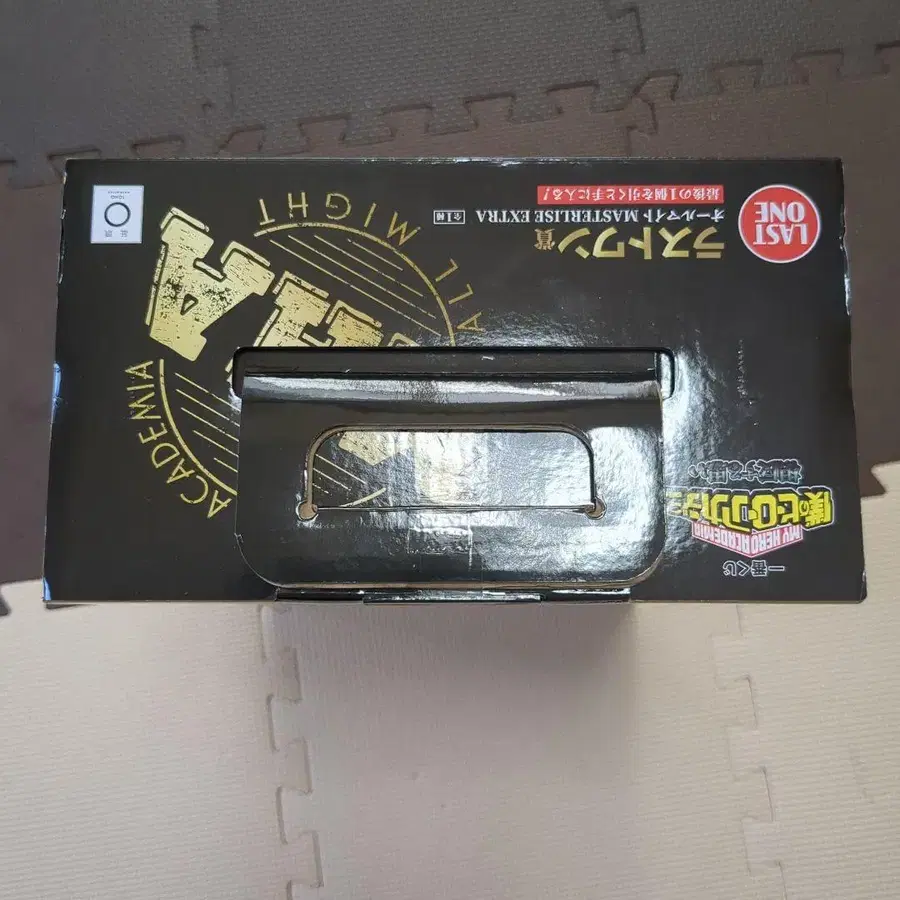 LAST
ONE
ラストワン賞
オールマイト MASTERLISE EXTRA 全1種
最後の1個を引くと手に入る!
一番くじ
MY HERO ACADEMIA
僕のヒーローアカデミア
ACADEMIA
ALL MIGHT